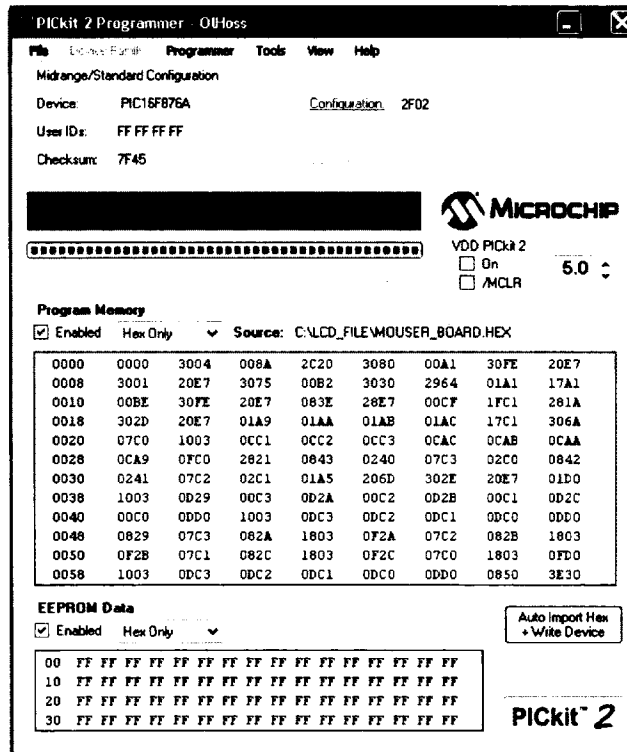 PICkit 2 Programmer - OlHoss
File Device Family Programmer Tools View Help
Midrange/Standard Configuration
Device: PIC16F876A Configuration: 2F02
User IDs: FF FF FF FF
Checksum: 7F45
MICROCHIP
VDD PICkit 2
On
/MCLR
5.0
Program Memory
Enabled Hex Only Source: C:\LCD_FILE\MOUSER_BOARD.HEX
0000 0000 3004 008A 2C20 3080 00A1 30FE 20E7
0008 3001 20E7 3075 00B2 3030 2964 01A1 17A1
0010 00BE 30FE 20E7 083E 28E7 00CF 1FC1 281A
0018 302D 20E7 01A9 01AA 01AB 01AC 17C1 306A
0020 07C0 1003 0CC1 0CC2 0CC3 0CAC 0CAB 0CAA
0028 0CA9 0FC0 2821 0843 0240 07C3 02C0 0842
0030 0241 07C2 02C1 01A5 206D 302E 20E7 01D0
0038 1003 0D29 00C3 0D2A 00C2 0D2B 00C1 0D2C
0040 00C0 0DD0 1003 0DC3 0DC2 0DC1 0DC0 0DD0
0048 0829 07C3 082A 1803 0F2A 07C2 082B 1803
0050 0F2B 07C1 082C 1803 0F2C 07C0 1803 0FD0
0058 1003 0DC3 0DC2 0DC1 0DC0 0DD0 0850 3E30
EEPROM Data
Enabled Hex Only
Auto Import Hex
+ Write Device
00 FF FF FF FF FF FF FF FF FF FF FF FF FF FF FF FF
10 FF FF FF FF FF FF FF FF FF FF FF FF FF FF FF FF
20 FF FF FF FF FF FF FF FF FF FF FF FF FF FF FF FF
30 FF FF FF FF FF FF FF FF FF FF FF FF FF FF FF FF
PICkit™ 2